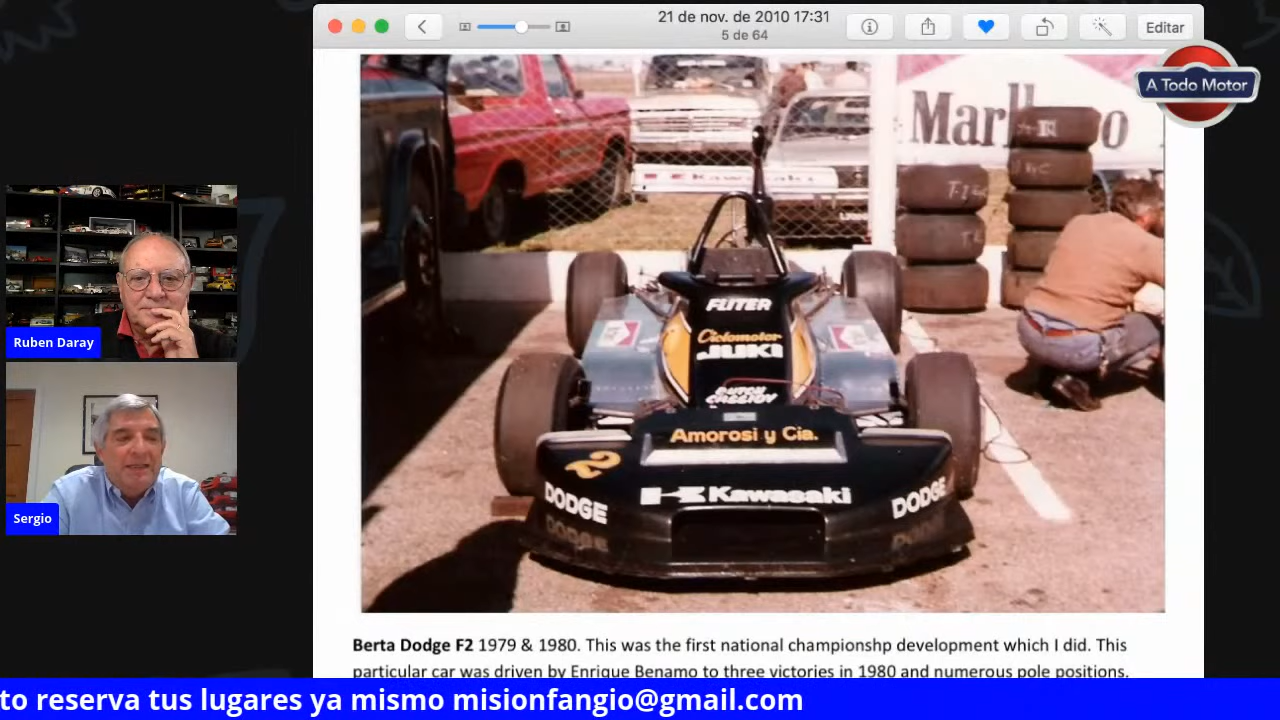 21 de nov. de 2010 17:31
5 de 64
Editar
A Todo Motor
Marlboro
Kawasaki
FLITER
Ciclomotor
JUKI
BUTCH
CASSIDY
Amorosi y Cia.
2
DODGE
Kawasaki
DODGE
Ruben Daray
Sergio
Berta Dodge F2 1979 & 1980. This was the first national championshp development which I did. This
particular car was driven by Enrique Benamo to three victories in 1980 and numerous pole positions.
to reserva tus lugares ya mismo misionfangio@gmail.com